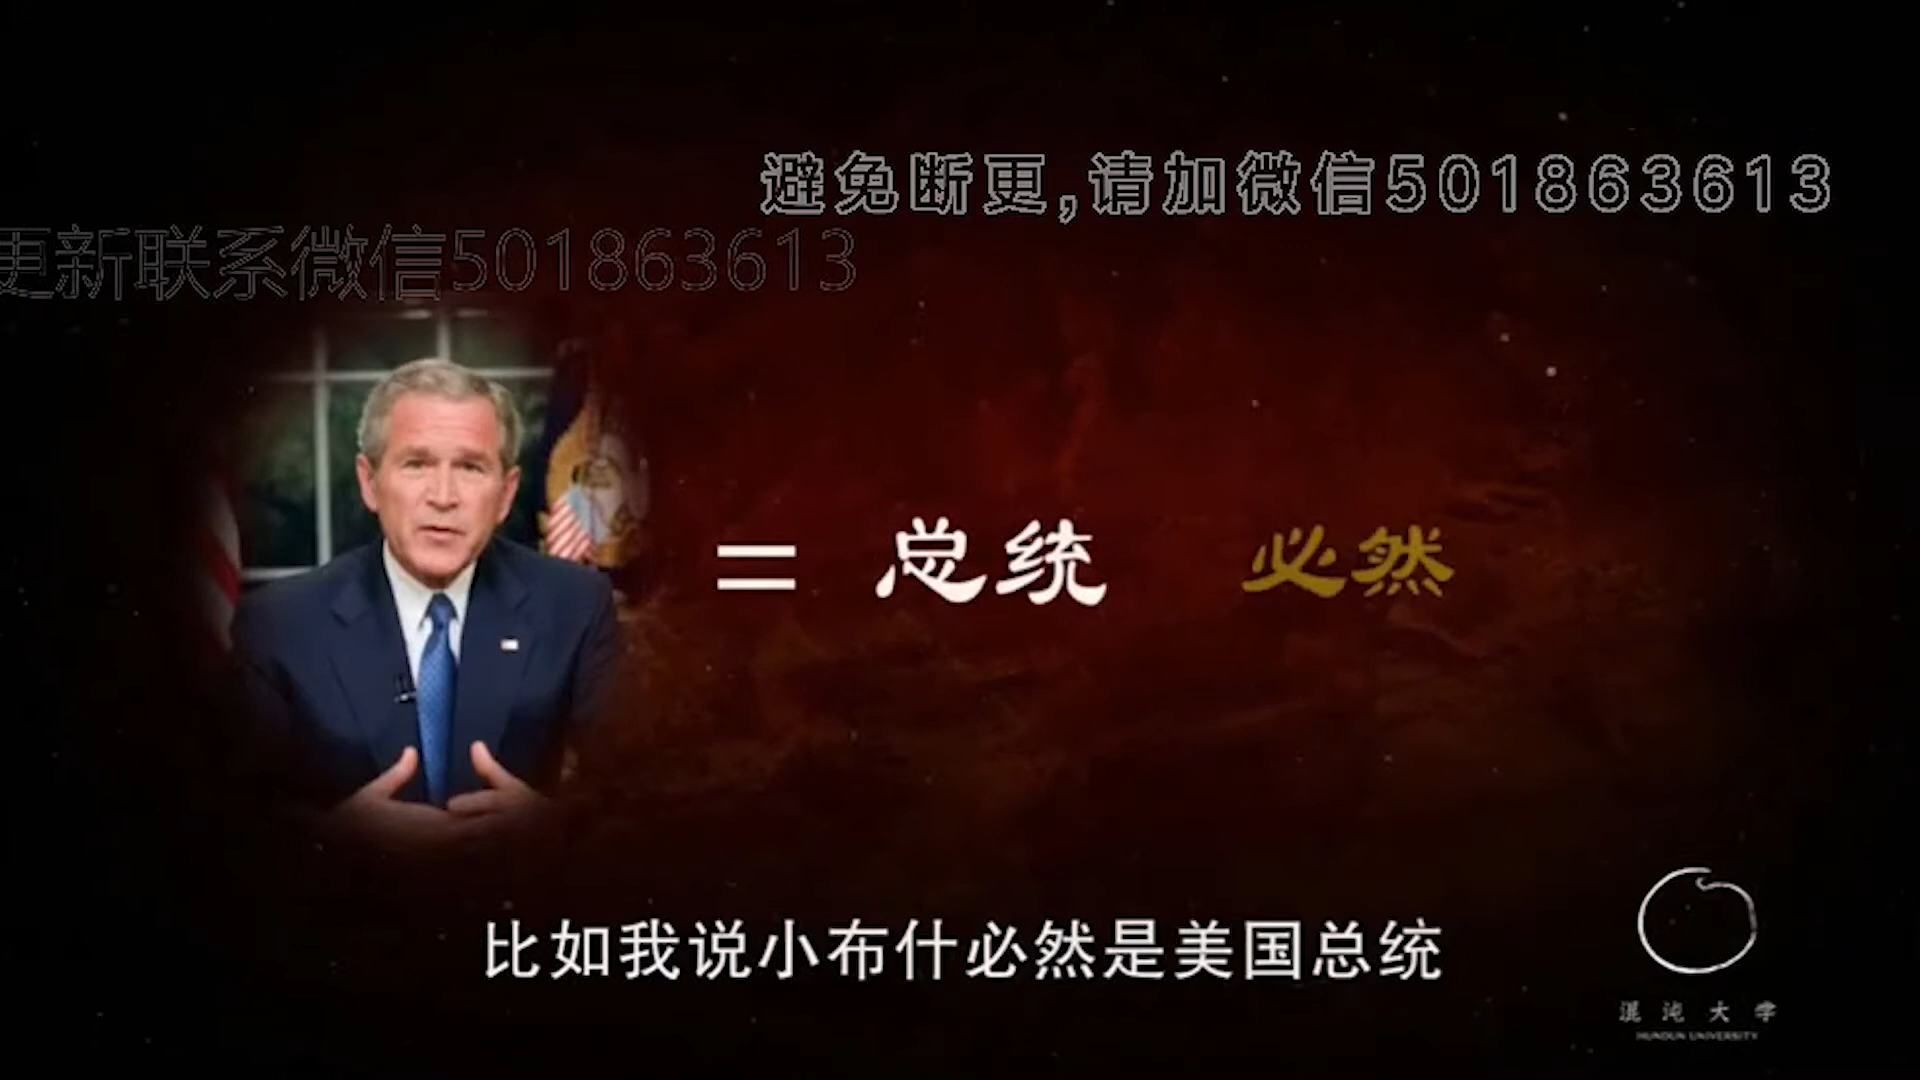 避免断更,请加微信501863613
更新联系微信501863613
= 总统 必然
比如我说小布什必然是美国总统
混沌大学
HUNDUN UNIVERSITY